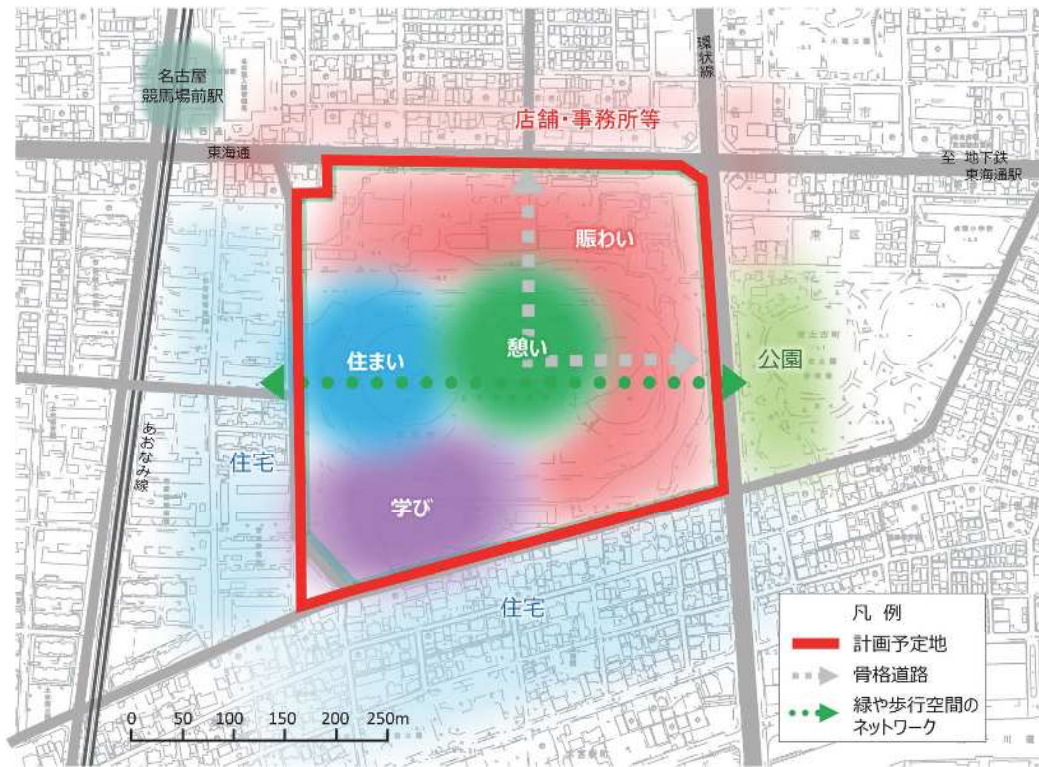 環状線
名古屋
競馬場前駅
店舗・事務所等
東海通
至 地下鉄
東海通駅
賑わい
住まい
憩い
公園
あおなみ線
住宅
学び
住宅
凡 例
計画予定地
骨格道路
緑や歩行空間の
ネットワーク
0 50 100 150 200 250m